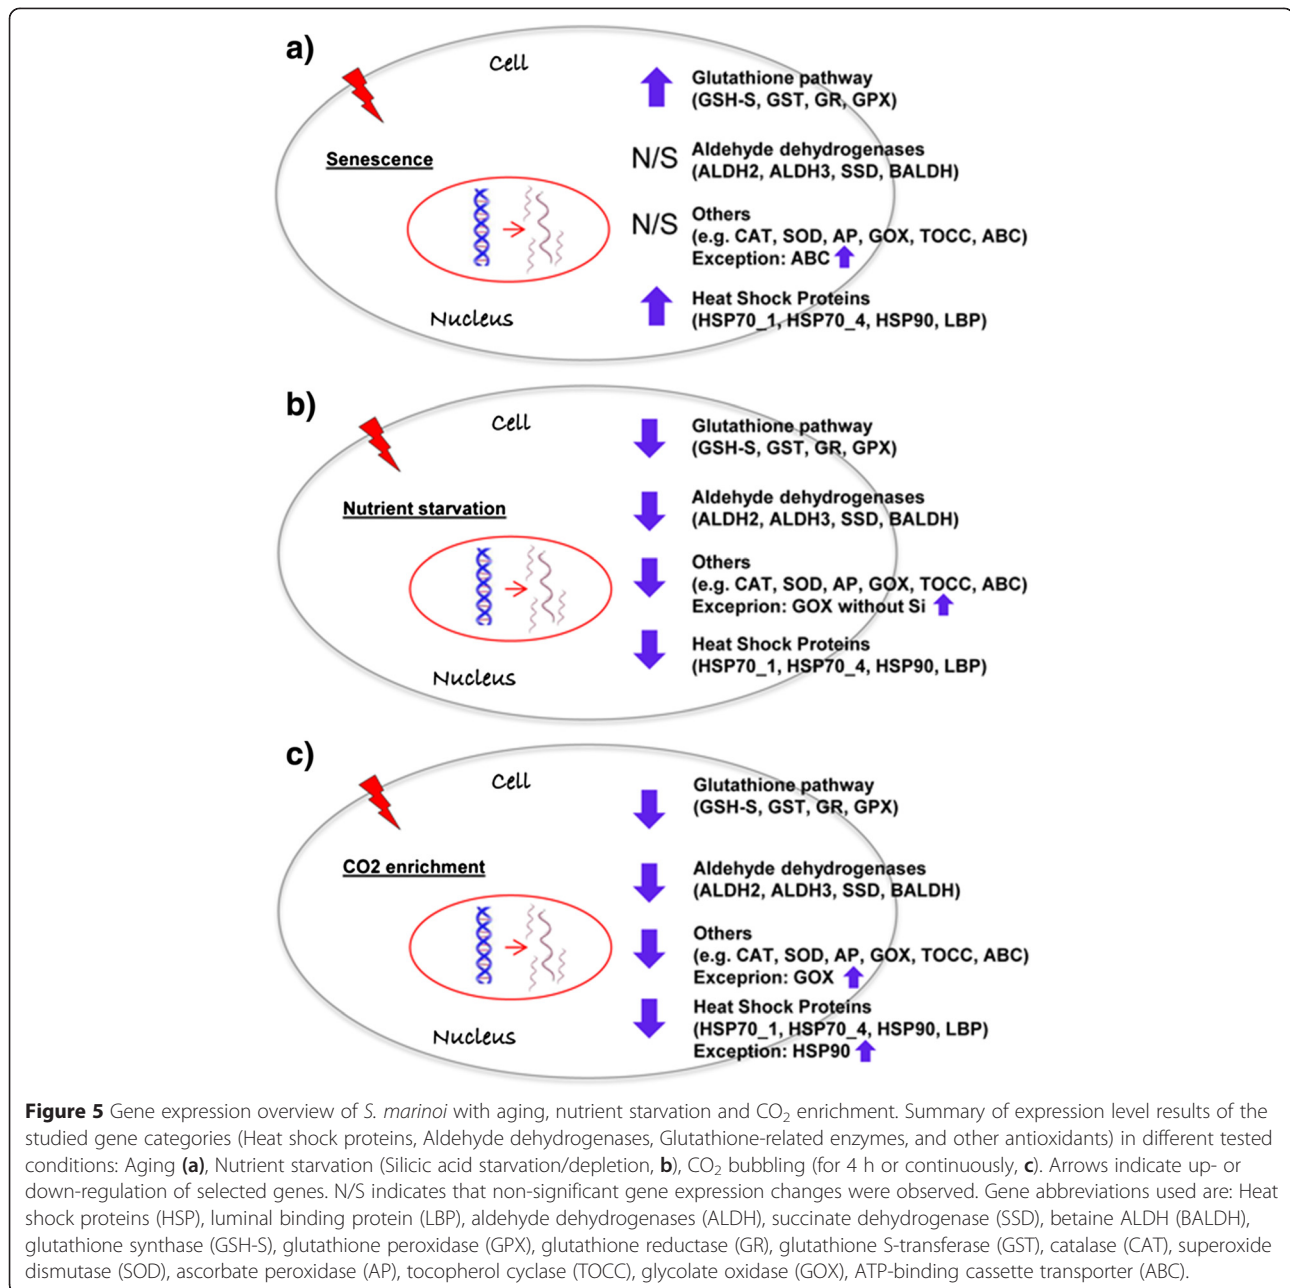 a)
Cell
Senescence
Nucleus
Glutathione pathway
(GSH-S, GST, GR, GPX)
N/S
Aldehyde dehydrogenases
(ALDH2, ALDH3, SSD, BALDH)
N/S
Others
(e.g. CAT, SOD, AP, GOX, TOCC, ABC)
Exception: ABC
Heat Shock Proteins
(HSP70_1, HSP70_4, HSP90, LBP)
b)
Cell
Nutrient starvation
Nucleus
Glutathione pathway
(GSH-S, GST, GR, GPX)
Aldehyde dehydrogenases
(ALDH2, ALDH3, SSD, BALDH)
Others
(e.g. CAT, SOD, AP, GOX, TOCC, ABC)
Exceprion: GOX without Si
Heat Shock Proteins
(HSP70_1, HSP70_4, HSP90, LBP)
c)
Cell
CO2 enrichment
Nucleus
Glutathione pathway
(GSH-S, GST, GR, GPX)
Aldehyde dehydrogenases
(ALDH2, ALDH3, SSD, BALDH)
Others
(e.g. CAT, SOD, AP, GOX, TOCC, ABC)
Exceprion: GOX
Heat Shock Proteins
(HSP70_1, HSP70_4, HSP90, LBP)
Exception: HSP90
Figure 5 Gene expression overview of S. marinoi with aging, nutrient starvation and CO₂ enrichment. Summary of expression level results of the
studied gene categories (Heat shock proteins, Aldehyde dehydrogenases, Glutathione-related enzymes, and other antioxidants) in different tested
conditions: Aging (a), Nutrient starvation (Silicic acid starvation/depletion, b), CO₂ bubbling (for 4 h or continuously, c). Arrows indicate up- or
down-regulation of selected genes. N/S indicates that non-significant gene expression changes were observed. Gene abbreviations used are: Heat
shock proteins (HSP), luminal binding protein (LBP), aldehyde dehydrogenases (ALDH), succinate dehydrogenase (SSD), betaine ALDH (BALDH),
glutathione synthase (GSH-S), glutathione peroxidase (GPX), glutathione reductase (GR), glutathione S-transferase (GST), catalase (CAT), superoxide
dismutase (SOD), ascorbate peroxidase (AP), tocopherol cyclase (TOCC), glycolate oxidase (GOX), ATP-binding cassette transporter (ABC).